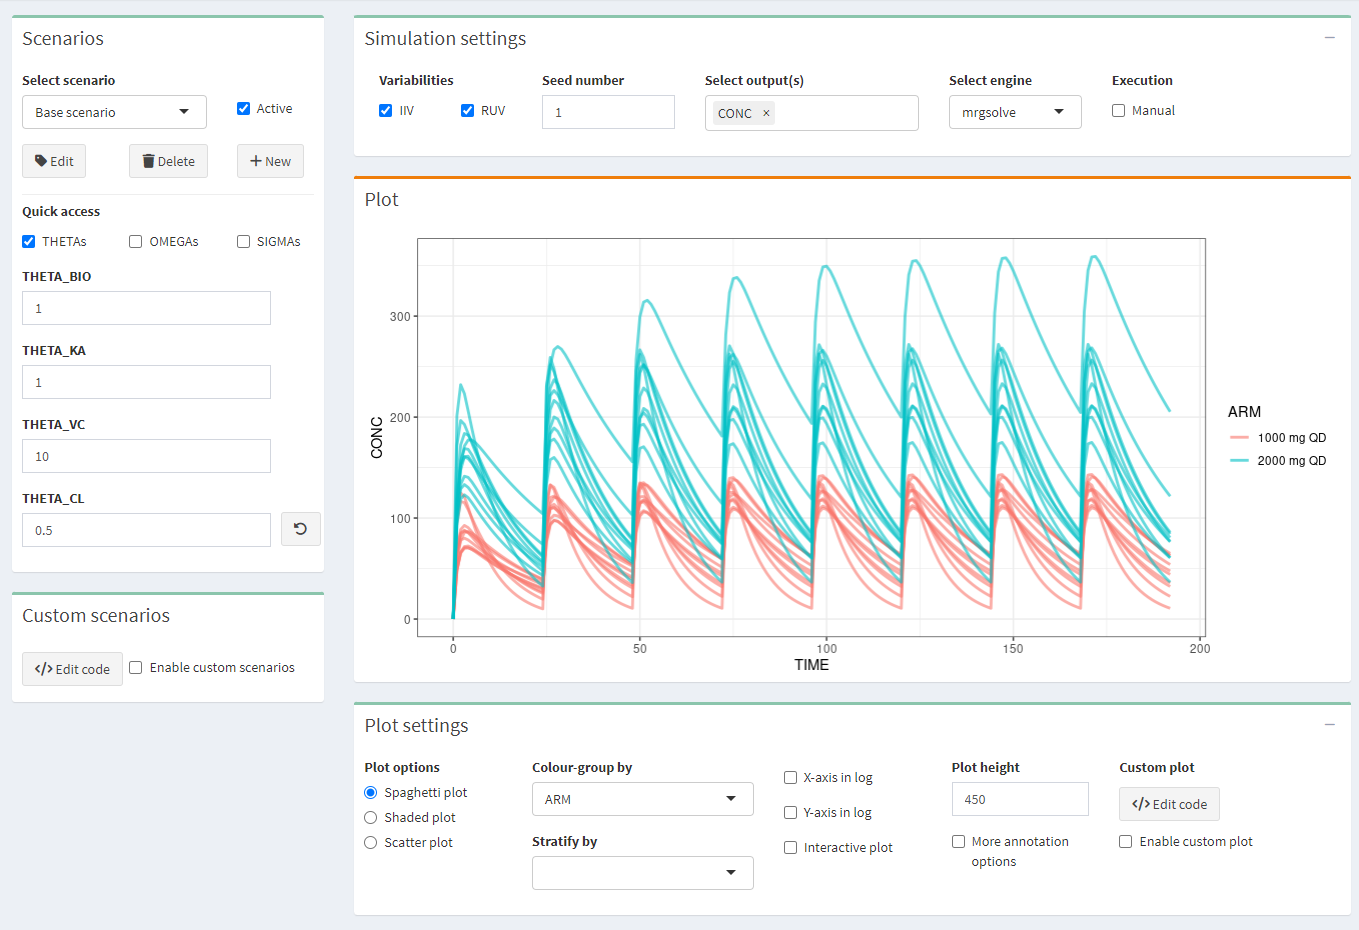 Scenarios
Select scenario
Base scenario
Active
Edit
Delete
New
Quick access
THETAs
OMEGAs
SIGMAs
THETA_BIO
1
THETA_KA
1
THETA_VC
10
THETA_CL
0.5
Custom scenarios
</> Edit code
Enable custom scenarios
Simulation settings
Variabilities
IIV
RUV
Seed number
1
Select output(s)
CONC ×
Select engine
mrgsolve
Execution
Manual
Plot
CONC
300
200
100
0
0
50
100
150
200
TIME
ARM
1000 mg QD
2000 mg QD
Plot settings
Plot options
Spaghetti plot
Shaded plot
Scatter plot
Colour-group by
ARM
Stratify by
X-axis in log
Y-axis in log
Interactive plot
Plot height
450
More annotation
options
Custom plot
</> Edit code
Enable custom plot